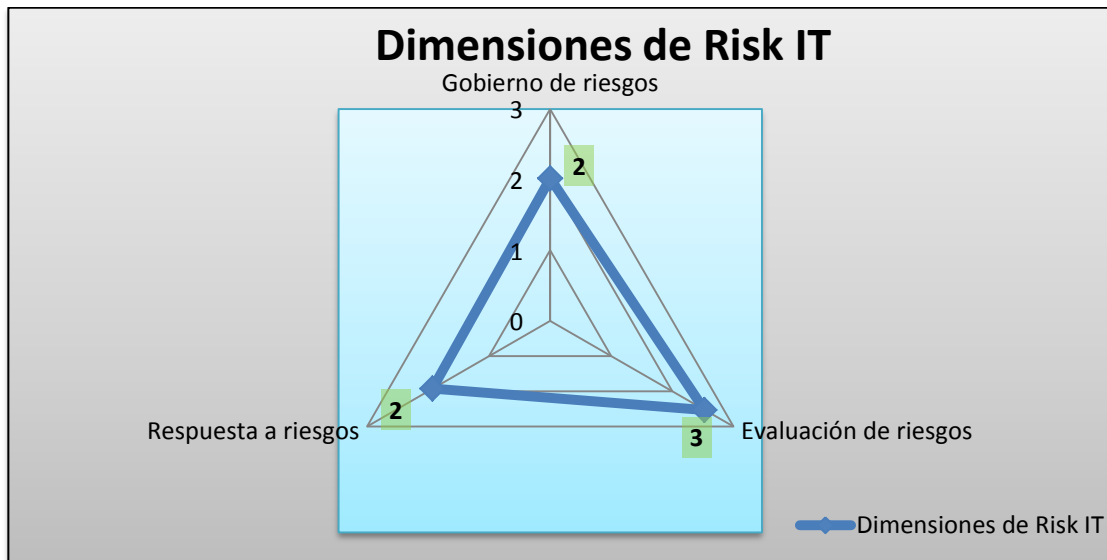 Dimensiones de Risk IT
Gobierno de riesgos
3
2
2
1
0
2
Respuesta a riesgos
Evaluación de riesgos
3
Dimensiones de Risk IT